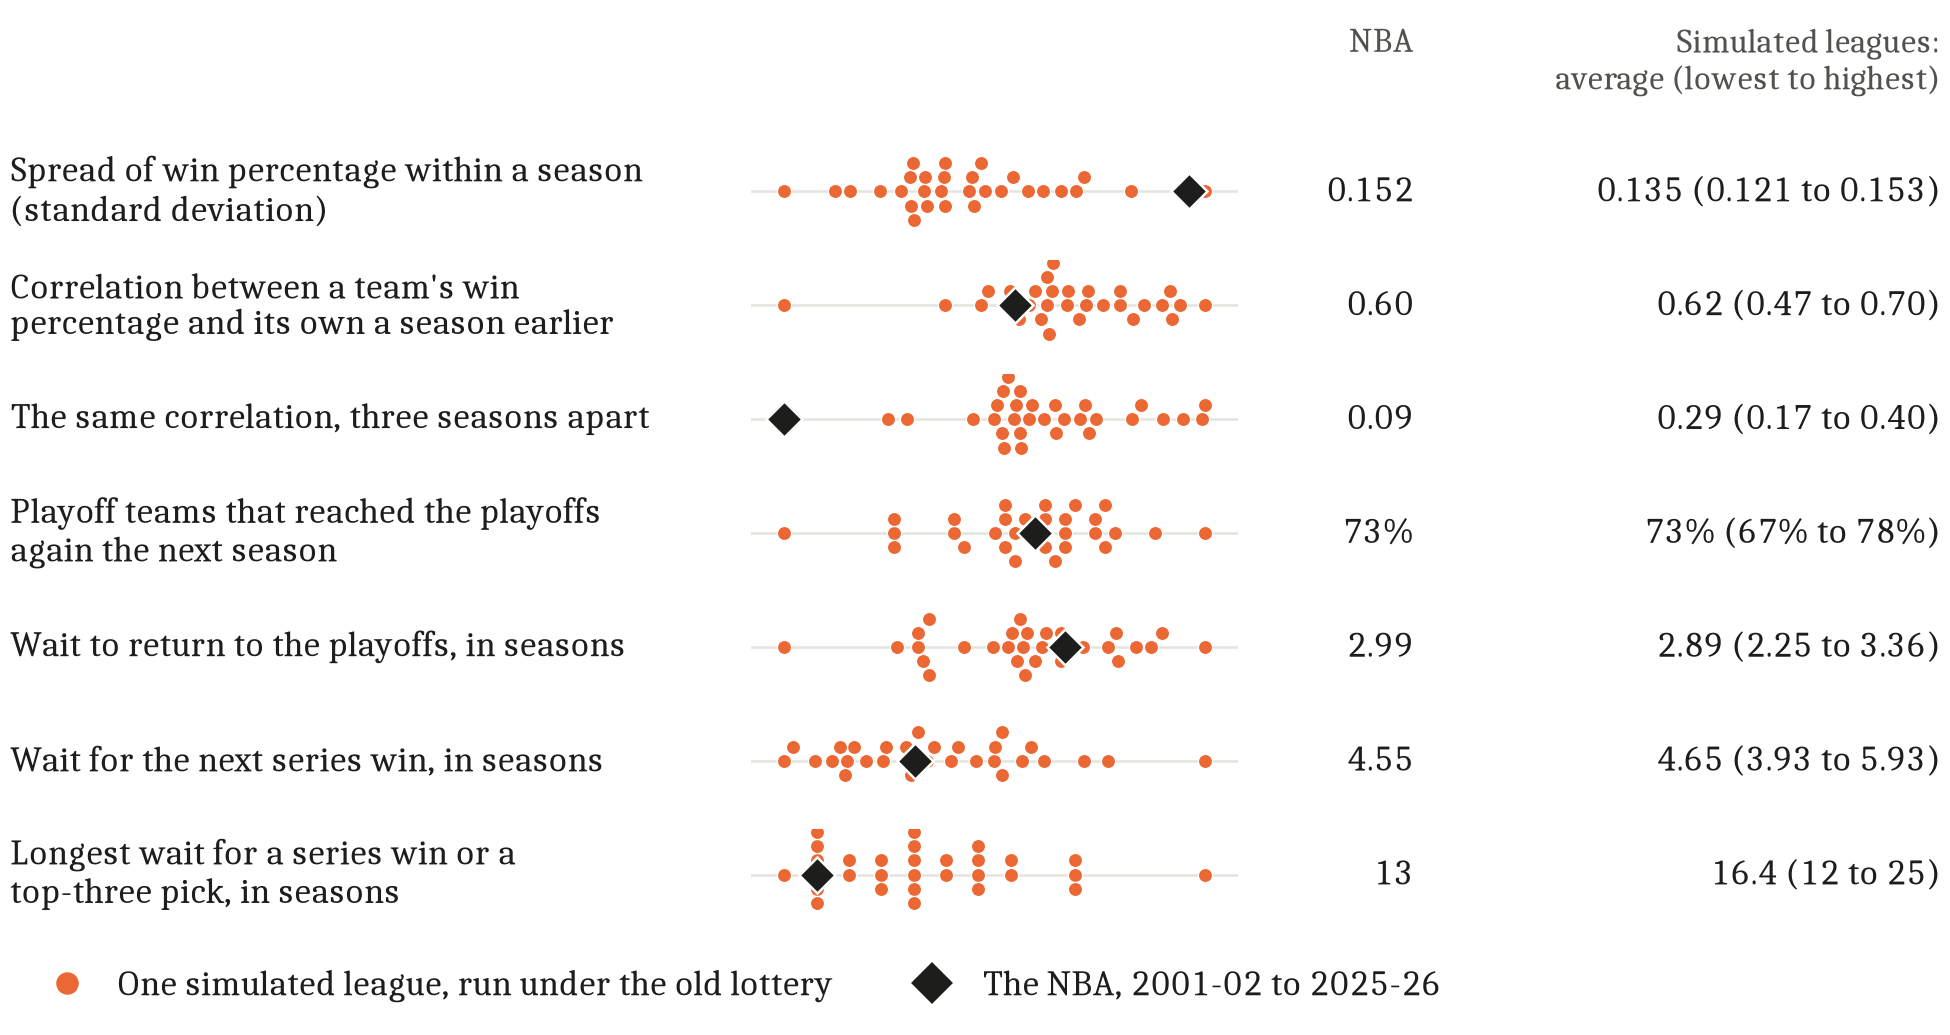 NBA
Simulated leagues:
average (lowest to highest)
Spread of win percentage within a season
(standard deviation)
0.152
0.135 (0.121 to 0.153)
Correlation between a team's win
percentage and its own a season earlier
0.60
0.62 (0.47 to 0.70)
The same correlation, three seasons apart
0.09
0.29 (0.17 to 0.40)
Playoff teams that reached the playoffs
again the next season
73%
73% (67% to 78%)
Wait to return to the playoffs, in seasons
2.99
2.89 (2.25 to 3.36)
Wait for the next series win, in seasons
4.55
4.65 (3.93 to 5.93)
Longest wait for a series win or a
top-three pick, in seasons
13
16.4 (12 to 25)
One simulated league, run under the old lottery
The NBA, 2001-02 to 2025-26